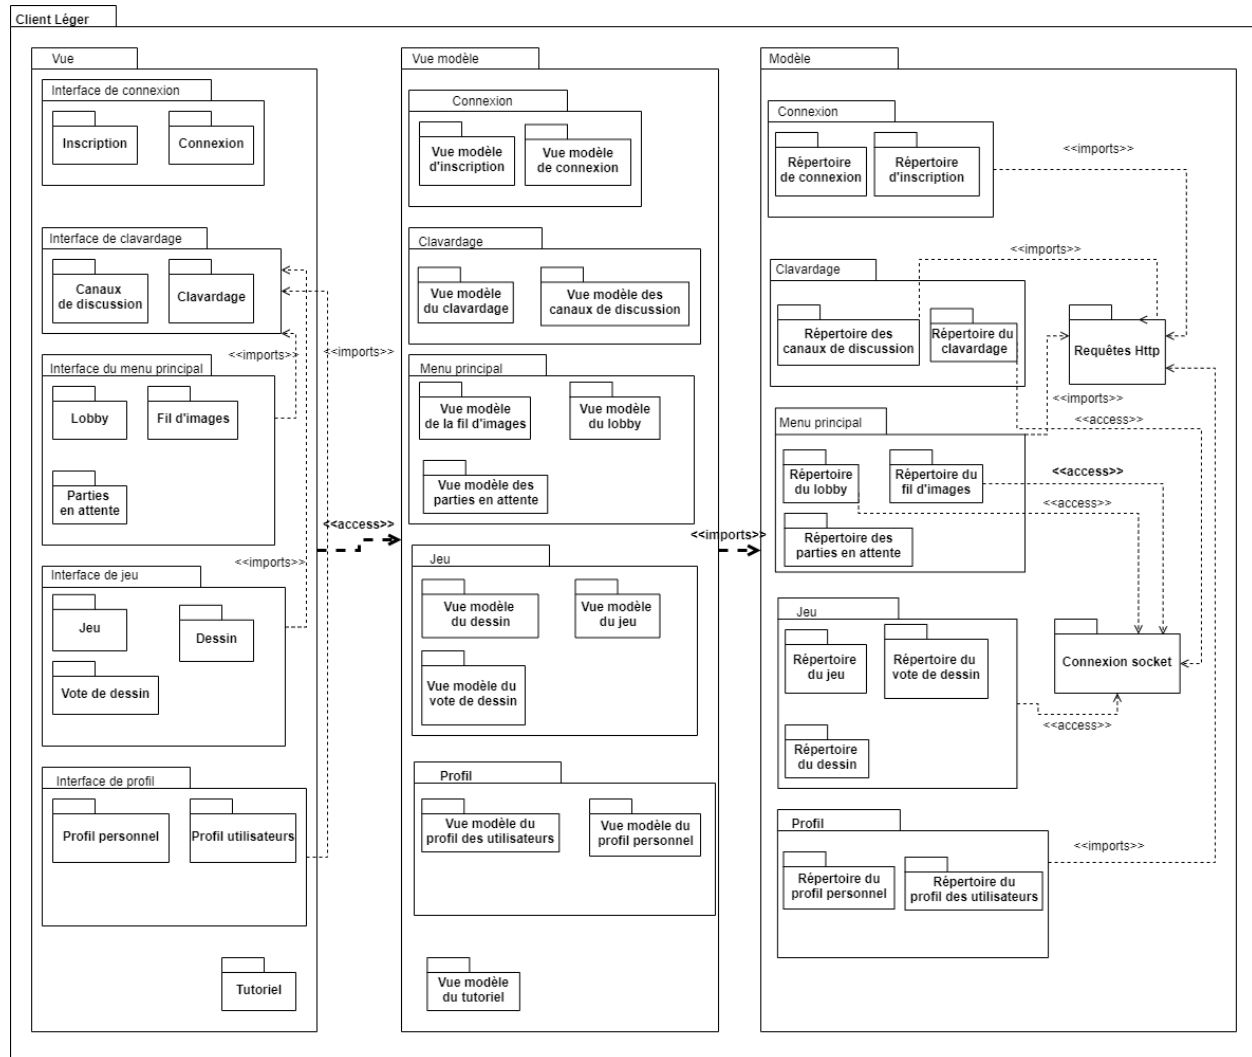 Client Léger
Vue
Interface de connexion
Inscription
Connexion
Interface de clavardage
Canaux
de discussion
Clavardage
<<imports>>
<<imports>>
Interface du menu principal
Lobby
Fil d'images
Parties
en attente
<<access>>
<<imports>>
Interface de jeu
Jeu
Dessin
Vote de dessin
Interface de profil
Profil personnel
Profil utilisateurs
Tutoriel
Vue modèle
Connexion
Vue modèle
d'inscription
Vue modèle
de connexion
Clavardage
Vue modèle
du clavardage
Vue modèle des
canaux de discussion
Menu principal
Vue modèle
de la fil d'images
Vue modèle
du lobby
Vue modèle des
parties en attente
<<imports>>
Jeu
Vue modèle
du dessin
Vue modèle
du jeu
Vue modèle du
vote de dessin
Profil
Vue modèle du
profil des utilisateurs
Vue modèle du
profil personnel
Vue modèle
du tutoriel
Modèle
Connexion
Répertoire
de connexion
Répertoire
d'inscription
<<imports>>
<<imports>>
Clavardage
Répertoire des
canaux de discussion
Répertoire du
clavardage
Requêtes Http
<<imports>>
<<access>>
Menu principal
Répertoire
du lobby
Répertoire du
fil d'images
<<access>>
<<access>>
Répertoire des
parties en attente
Jeu
Répertoire
du jeu
Répertoire du
vote de dessin
Connexion socket
<<access>>
Répertoire
du dessin
Profil
<<imports>>
Répertoire du
profil personnel
Répertoire du
profil des utilisateurs